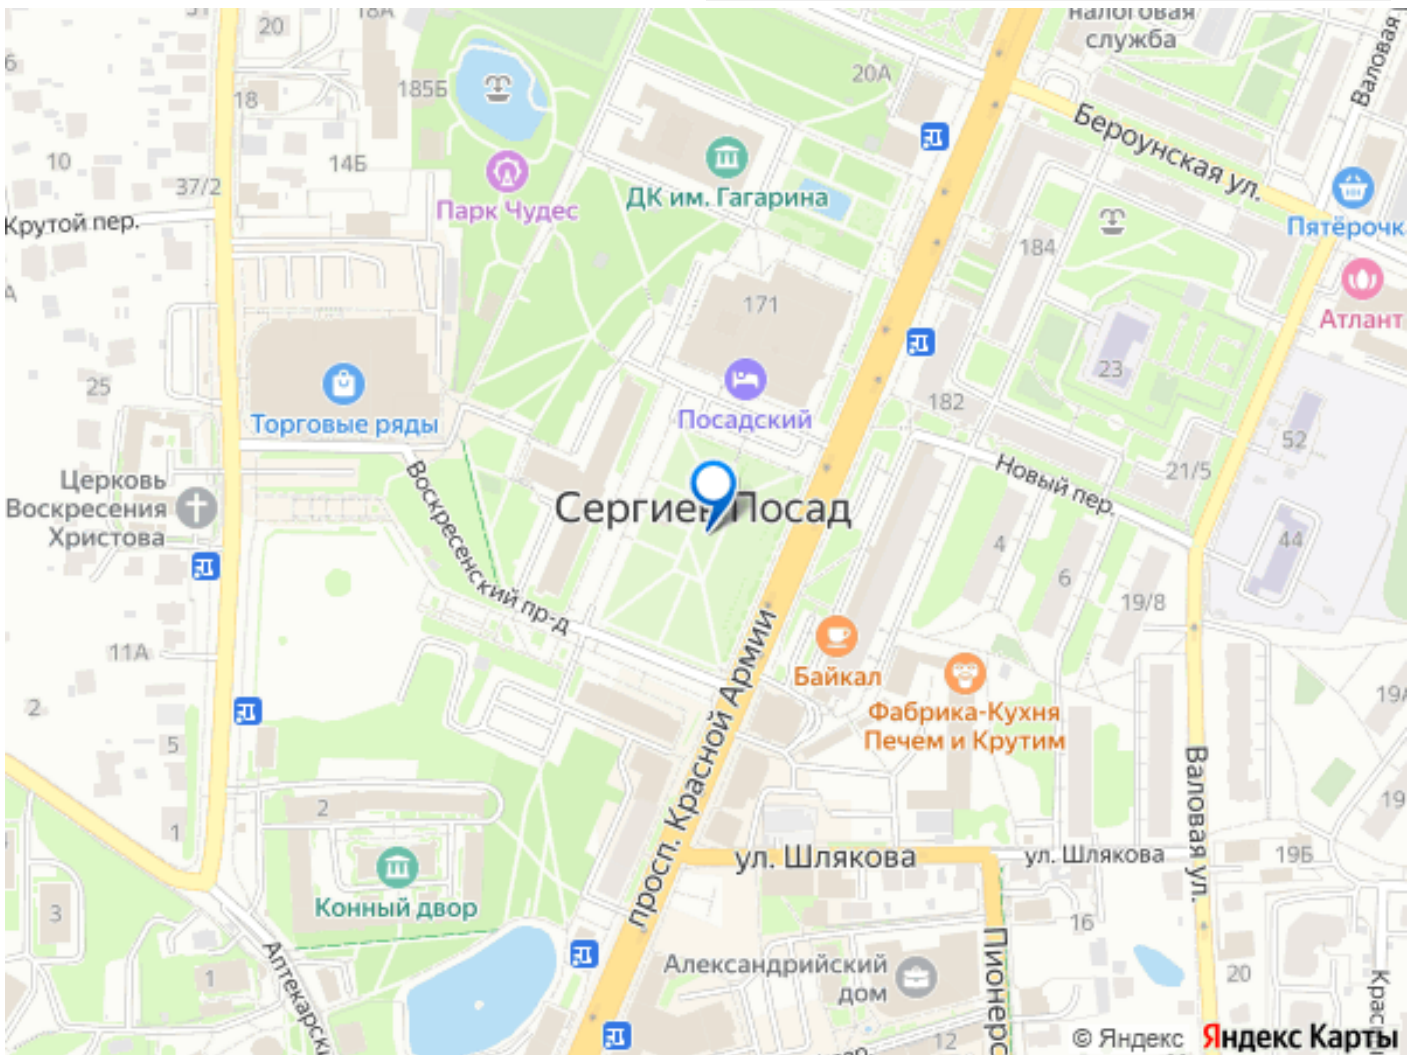 18А
20
налоговая
служба
Валовая
6
20А
185Б
18
Бероунская ул.
10
14Б
37/2
ДК им. Гагарина
Парк Чудес
Крутой пер.
Пятёрочк
184
171
Атлант
23
25
Посадский
182
Торговые ряды
52
21/5
Новый пер.
Церковь
Воскресения
Христова
Сергиев Посад
Воскресенский пр-д
44
4
6
19/8
11А
Байкал
Фабрика-Кухня
Печем и Крутим
просп. Красной Армии
2
5
1
2
Валовая ул.
19
ул. Шлякова
ул. Шлякова
19Б
Конный двор
3
16
1
Аптекарски
Александрийский
дом
Пионерс
20
12
© Яндекс
Яндекс Карты